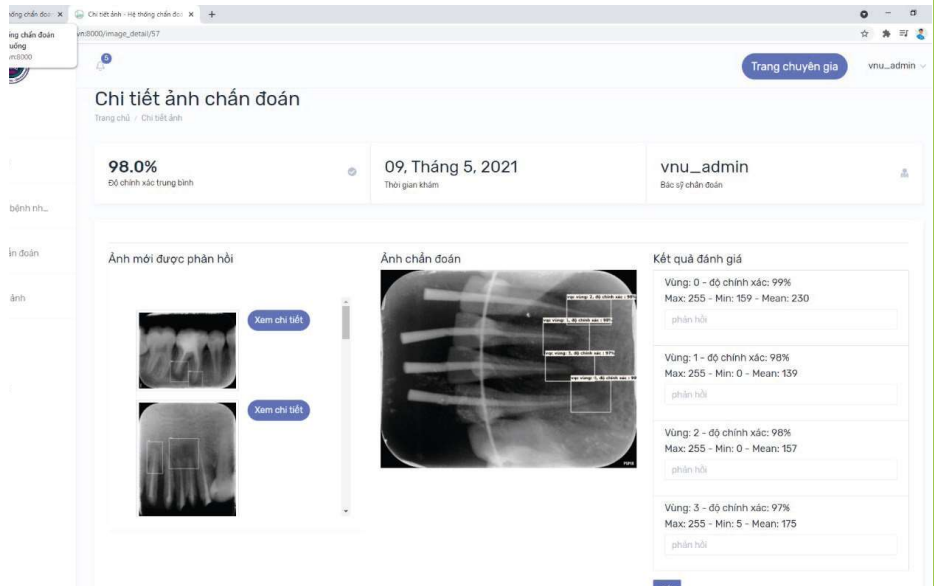 Chi tiết ảnh - Hệ thống chẩn đo
vn:8000/image_detail/57
5
Trang chuyên gia
vnu_admin
Chi tiết ảnh chẩn đoán
Trang chủ / Chi tiết ảnh
98.0%
Độ chính xác trung bình
09, Tháng 5, 2021
Thời gian khám
vnu_admin
Bác sỹ chẩn đoán
bệnh nh...
ảnh
Ảnh mới được phản hồi
Xem chi tiết
Xem chi tiết
Ảnh chẩn đoán
Kết quả đánh giá
Vùng: 0 - độ chính xác: 99%
Max: 255 - Min: 159 - Mean: 230
phản hồi
Vùng: 1 - độ chính xác: 98%
Max: 255 - Min: 0 - Mean: 139
phản hồi
Vùng: 2 - độ chính xác: 98%
Max: 255 - Min: 0 - Mean: 157
phản hồi
Vùng: 3 - độ chính xác: 97%
Max: 255 - Min: 5 - Mean: 175
phản hồi